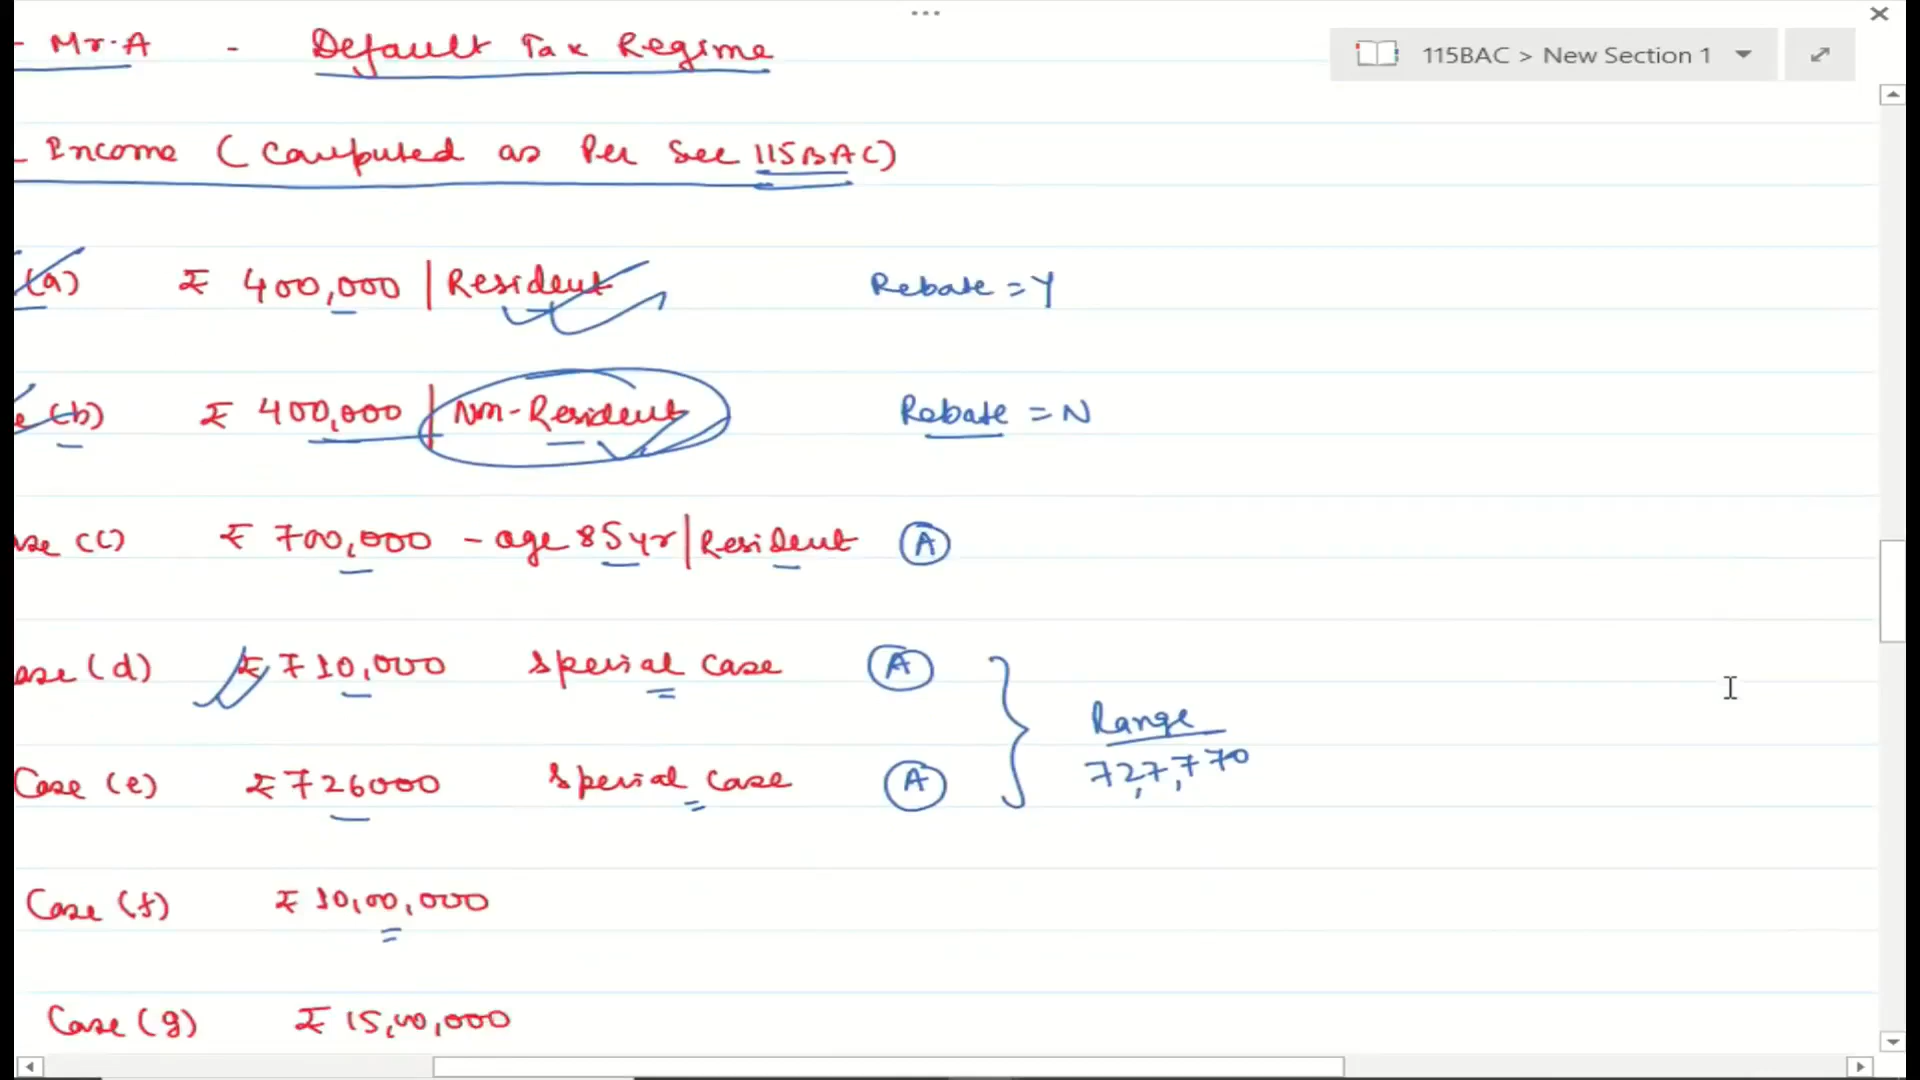 - Mr.A - Default Tax Regime
115BAC > New Section 1
Income (Computed as Per Sec 115BAC)
(a) ₹ 400,000 | Resident Rebate = Y
(b) ₹ 400,000 | Non-Resident Rebate = N
se (c) ₹ 700,000 - age 85yr | Resident A
ase (d) ₹ 710,000 Special Case A
Range
727,770
Case (e) ₹ 726000 Special Case A
Case (f) ₹ 10,00,000
Case (g) ₹ 15,00,000